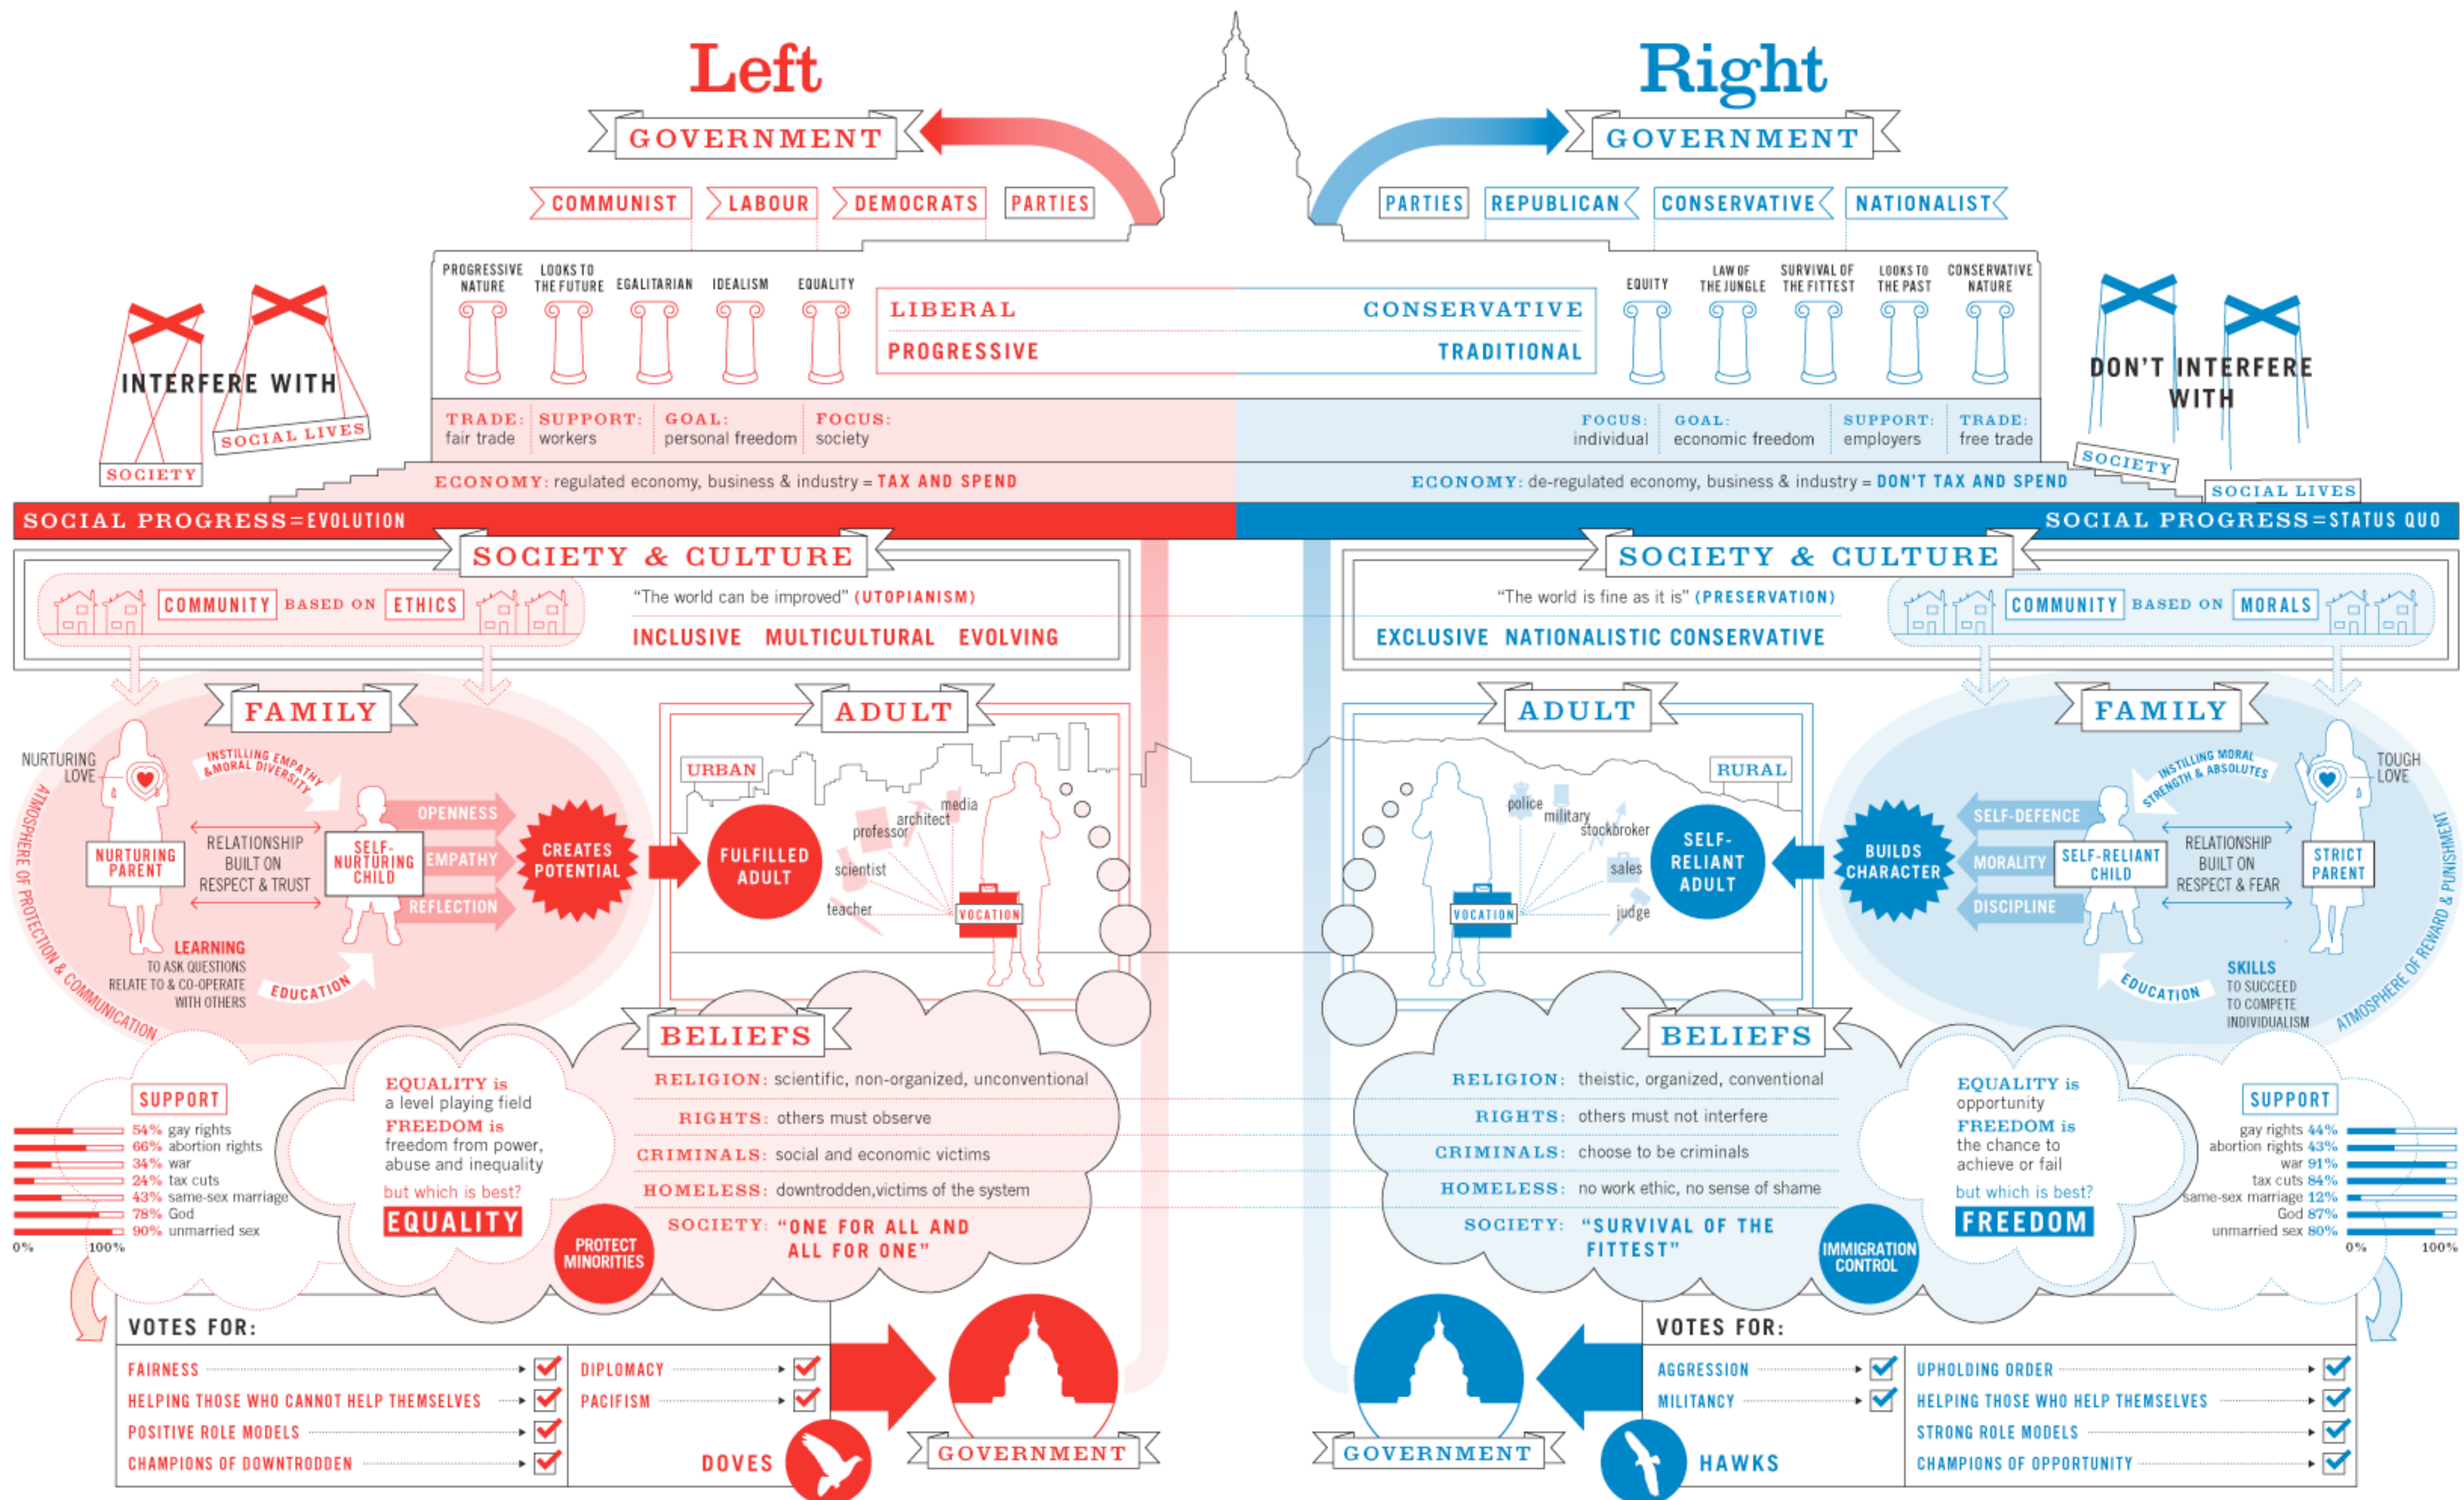 Left
GOVERNMENT
COMMUNIST
LABOUR
DEMOCRATS
PARTIES
Right
GOVERNMENT
PARTIES
REPUBLICAN
CONSERVATIVE
NATIONALIST
INTERFERE WITH
SOCIAL LIVES
SOCIETY
PROGRESSIVE
NATURE
LOOKS TO
THE FUTURE
EGALITARIAN
IDEALISM
EQUALITY
LIBERAL
PROGRESSIVE
CONSERVATIVE
TRADITIONAL
EQUITY
LAW OF
THE JUNGLE
SURVIVAL OF
THE FITTEST
LOOKS TO
THE PAST
CONSERVATIVE
NATURE
DON'T INTERFERE
WITH
SOCIETY
SOCIAL LIVES
TRADE:
fair trade
SUPPORT:
workers
GOAL:
personal freedom
FOCUS:
society
FOCUS:
individual
GOAL:
economic freedom
SUPPORT:
employers
TRADE:
free trade
ECONOMY: regulated economy, business & industry = TAX AND SPEND
ECONOMY: de-regulated economy, business & industry = DON'T TAX AND SPEND
SOCIAL PROGRESS=EVOLUTION
SOCIAL PROGRESS=STATUS QUO
SOCIETY & CULTURE
COMMUNITY BASED ON ETHICS
"The world can be improved" (UTOPIANISM)
INCLUSIVE MULTICULTURAL EVOLVING
SOCIETY & CULTURE
"The world is fine as it is" (PRESERVATION)
EXCLUSIVE NATIONALISTIC CONSERVATIVE
COMMUNITY BASED ON MORALS
FAMILY
NURTURING
LOVE
INSTILLING EMPATHY
& MORAL DIVERSITY
ATMOSPHERE OF PROTECTION & COMMUNICATION
NURTURING
PARENT
RELATIONSHIP
BUILT ON
RESPECT & TRUST
SELF-
NURTURING
CHILD
OPENNESS
EMPATHY
REFLECTION
CREATES
POTENTIAL
LEARNING
TO ASK QUESTIONS
RELATE TO & CO-OPERATE
WITH OTHERS
EDUCATION
ADULT
URBAN
FULFILLED
ADULT
media
architect
professor
scientist
teacher
VOCATION
ADULT
RURAL
police
military
stockbroker
sales
judge
VOCATION
SELF-
RELIANT
ADULT
FAMILY
TOUGH
LOVE
INSTILLING MORAL
STRENGTH & ABSOLUTES
BUILDS
CHARACTER
SELF-DEFENCE
MORALITY
DISCIPLINE
SELF-RELIANT
CHILD
RELATIONSHIP
BUILT ON
RESPECT & FEAR
STRICT
PARENT
EDUCATION
SKILLS
TO SUCCEED
TO COMPETE
INDIVIDUALISM
ATMOSPHERE OF REWARD & PUNISHMENT
SUPPORT
54% gay rights
66% abortion rights
34% war
24% tax cuts
43% same-sex marriage
78% God
90% unmarried sex
0% 100%
EQUALITY is
a level playing field
FREEDOM is
freedom from power,
abuse and inequality
but which is best?
EQUALITY
BELIEFS
RELIGION: scientific, non-organized, unconventional
RIGHTS: others must observe
CRIMINALS: social and economic victims
HOMELESS: downtrodden,victims of the system
SOCIETY: "ONE FOR ALL AND
ALL FOR ONE"
PROTECT
MINORITIES
BELIEFS
RELIGION: theistic, organized, conventional
RIGHTS: others must not interfere
CRIMINALS: choose to be criminals
HOMELESS: no work ethic, no sense of shame
SOCIETY: "SURVIVAL OF THE
FITTEST"
IMMIGRATION
CONTROL
EQUALITY is
opportunity
FREEDOM is
the chance to
achieve or fail
but which is best?
FREEDOM
SUPPORT
gay rights 44%
abortion rights 43%
war 91%
tax cuts 84%
same-sex marriage 12%
God 87%
unmarried sex 80%
0% 100%
VOTES FOR:
FAIRNESS
HELPING THOSE WHO CANNOT HELP THEMSELVES
POSITIVE ROLE MODELS
CHAMPIONS OF DOWNTRODDEN
DIPLOMACY
PACIFISM
DOVES
GOVERNMENT
GOVERNMENT
VOTES FOR:
AGGRESSION
MILITANCY
HAWKS
UPHOLDING ORDER
HELPING THOSE WHO HELP THEMSELVES
STRONG ROLE MODELS
CHAMPIONS OF OPPORTUNITY